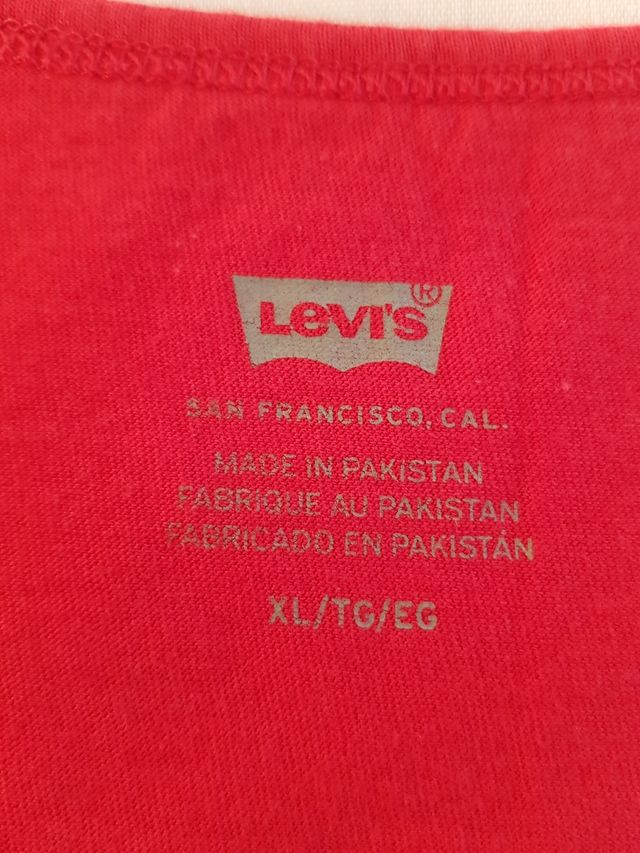 Levi's®
SAN FRANCISCO, CAL.
MADE IN PAKISTAN
FABRIQUE AU PAKISTAN
FABRICADO EN PAKISTÁN
XL/TG/EG